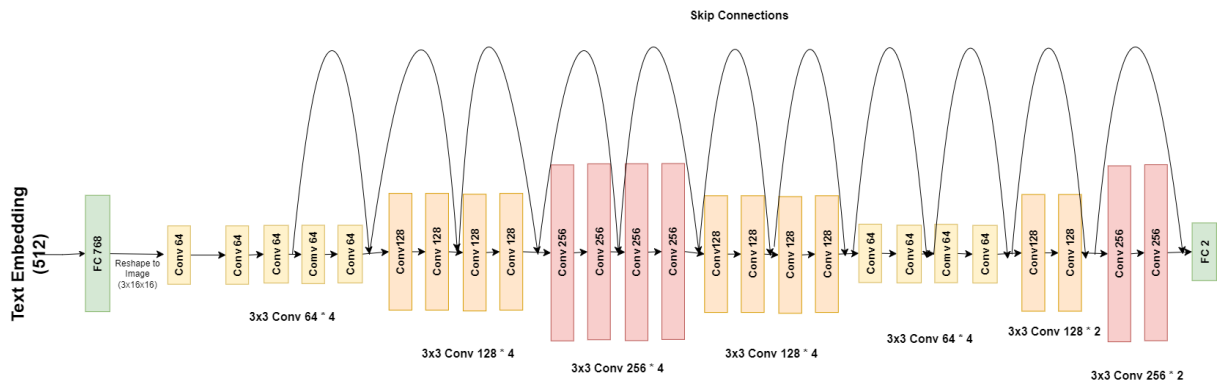 Skip Connections
Text Embedding
(512)
FC 768
Reshape to
Image
(3x16x16)
Conv 64
Conv 64
Conv 64
Conv 64
Conv 64
3x3 Conv 64 * 4
Conv128
Conv 128
Conv 128
Conv 128
3x3 Conv 128 * 4
Conv 256
Conv 256
Conv 256
Conv 256
3x3 Conv 256 * 4
Conv128
Conv 128
Conv 128
Conv 128
3x3 Conv 128 * 4
Conv 64
Conv 64
Conv 64
Conv 64
3x3 Conv 64 * 4
Conv128
Conv 128
3x3 Conv 128 * 2
Conv 256
Conv 256
3x3 Conv 256 * 2
FC 2